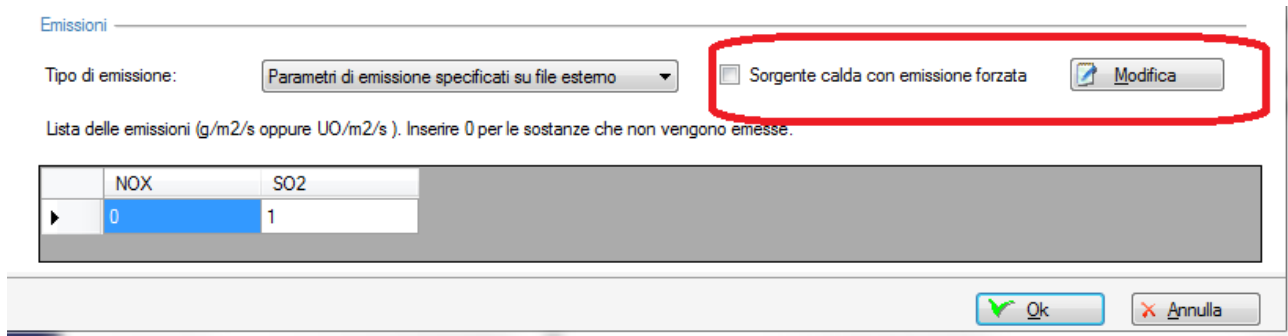 Emissioni
Tipo di emissione: Parametri di emissione specificati su file esterno Sorgente calda con emissione forzata Modifica
Lista delle emissioni (g/m2/s oppure UO/m2/s ). Inserire 0 per le sostanze che non vengono emesse.
NOX SO2
0 1
Ok Annulla